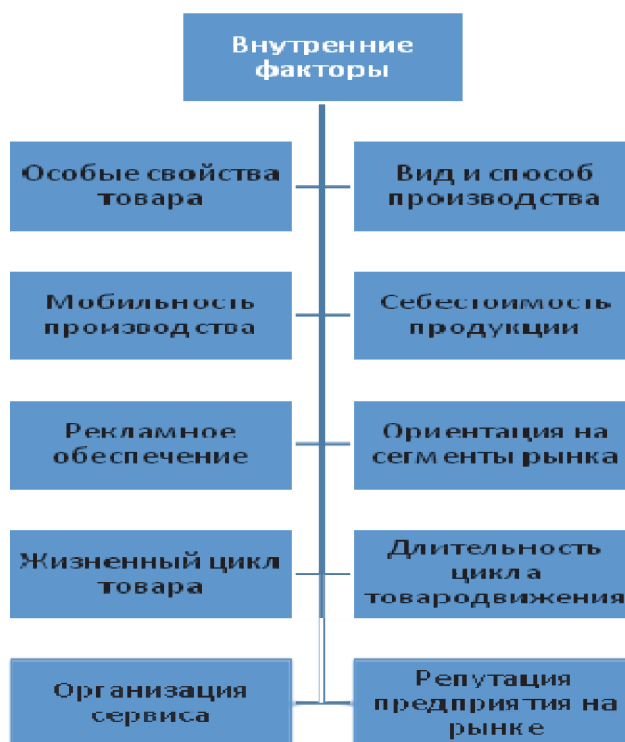 Внутренние
факторы
Особые свойства
товара
Вид и способ
производства
Мобильность
производства
Себестоимость
продукции
Рекламное
обеспечение
Ориентация на
сегменты рынка
Жизненный цикл
товара
Длительность
цикла
товародвижения
Организация
сервиса
Репутация
предприятия на
рынке